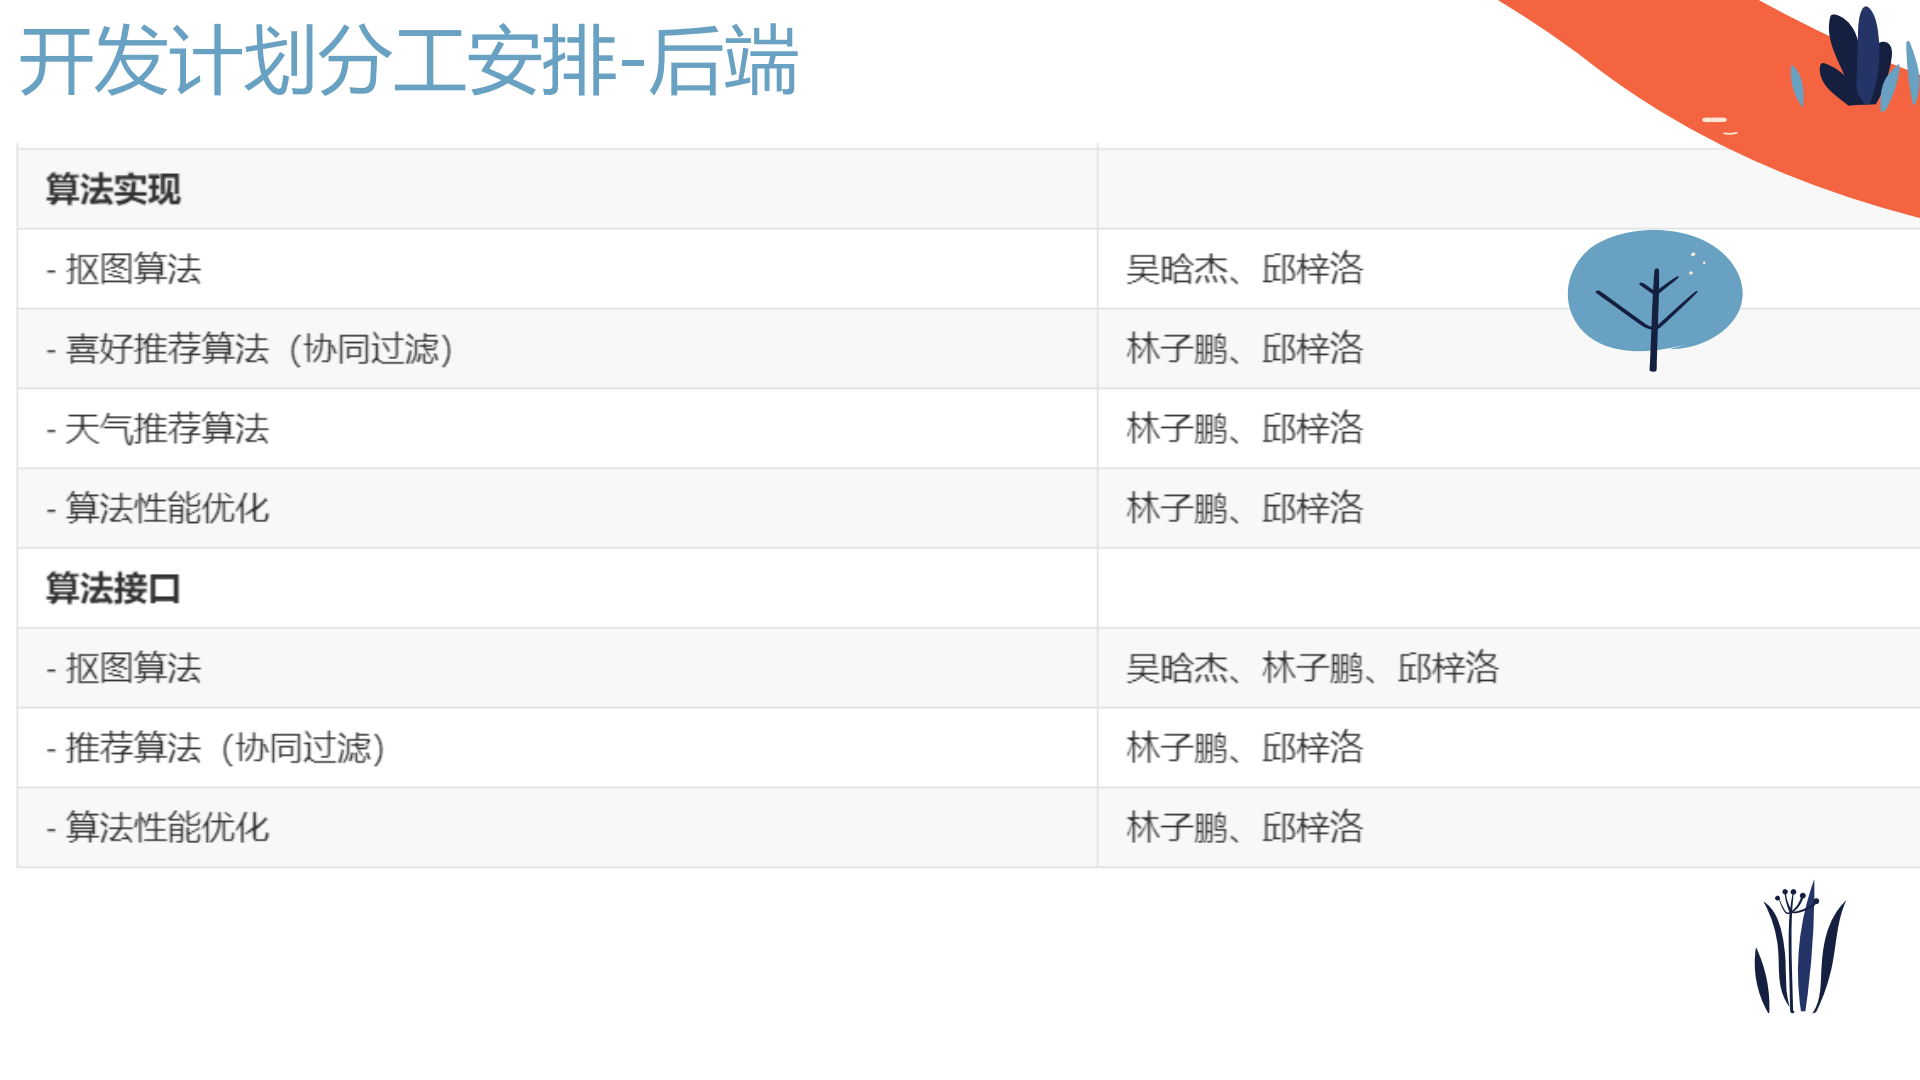 开发计划分工安排-后端
算法实现
- 抠图算法 吴晗杰、邱梓洛
- 喜好推荐算法（协同过滤） 林子鹏、邱梓洛
- 天气推荐算法 林子鹏、邱梓洛
- 算法性能优化 林子鹏、邱梓洛
算法接口
- 抠图算法 吴晗杰、林子鹏、邱梓洛
- 推荐算法（协同过滤） 林子鹏、邱梓洛
- 算法性能优化 林子鹏、邱梓洛